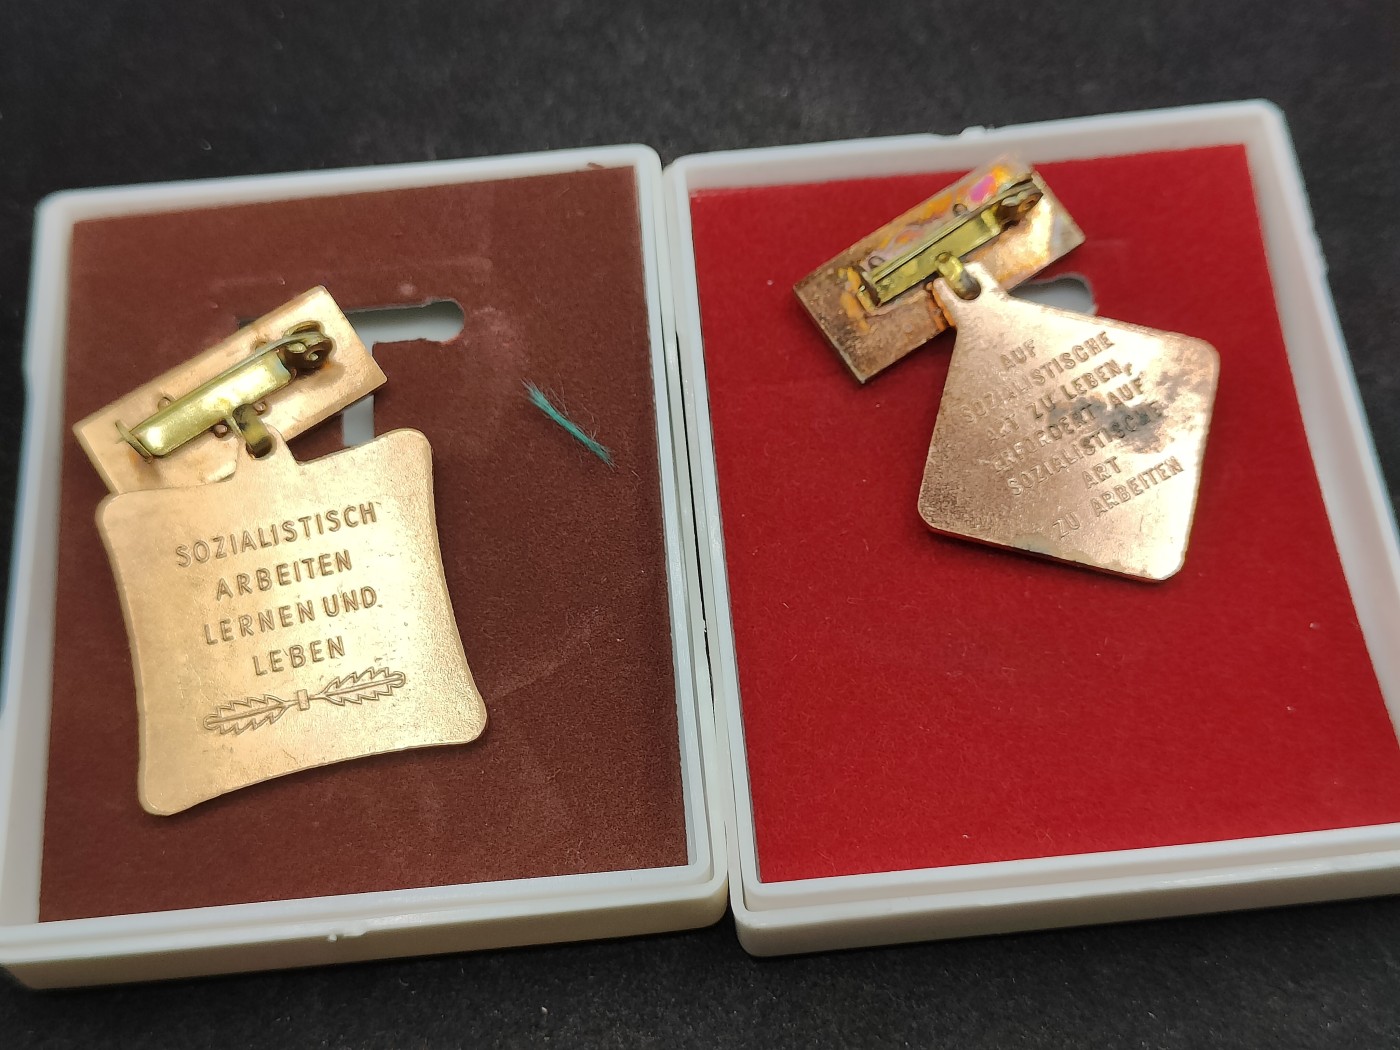 SOZIALISTISCH
ARBEITEN
LERNEN UND
LEBEN
AUF
SOZIALISTISCHE
ART ZU LEBEN,
ERFORDERT AUF
SOZIALISTISCHE
ART
ZU ARBEITEN